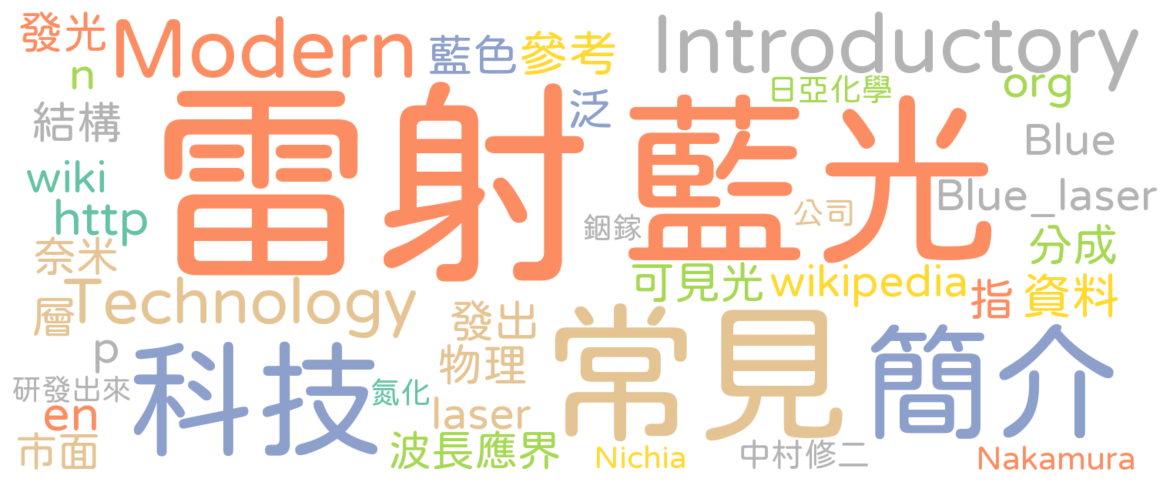 發光
Modern
藍色
參考
Introductory
n
日亞化學
org
結構
雷射
泛
藍光
Blue
wiki
Blue_laser
http
銦鎵
公司
奈米
分成
可見光
wikipedia
指
資料
層
Technology
發出
常見
簡介
p
科技
物理
研發出來
氮化
en
laser
市面
波長應界
Nichia
中村修二
Nakamura